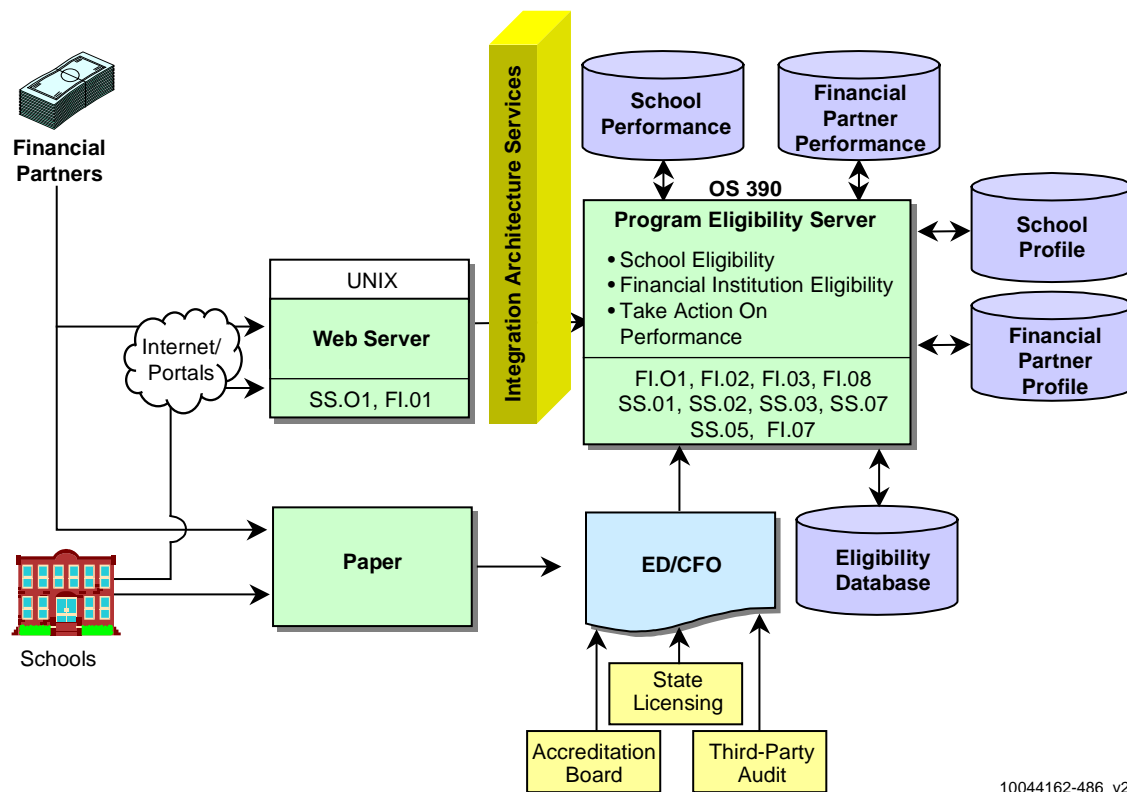 Financial
Partners
Integration Architecture Services
School
Performance
Financial
Partner
Performance
OS 390
Program Eligibility Server
• School Eligibility
• Financial Institution Eligibility
• Take Action On
Performance
FI.O1, FI.02, FI.03, FI.08
SS.01, SS.02, SS.03, SS.07
SS.05, FI.07
School
Profile
Financial
Partner
Profile
UNIX
Web Server
SS.O1, FI.01
Internet/
Portals
Paper
ED/CFO
Eligibility
Database
Schools
State
Licensing
Accreditation
Board
Third-Party
Audit
10044162-486 v2